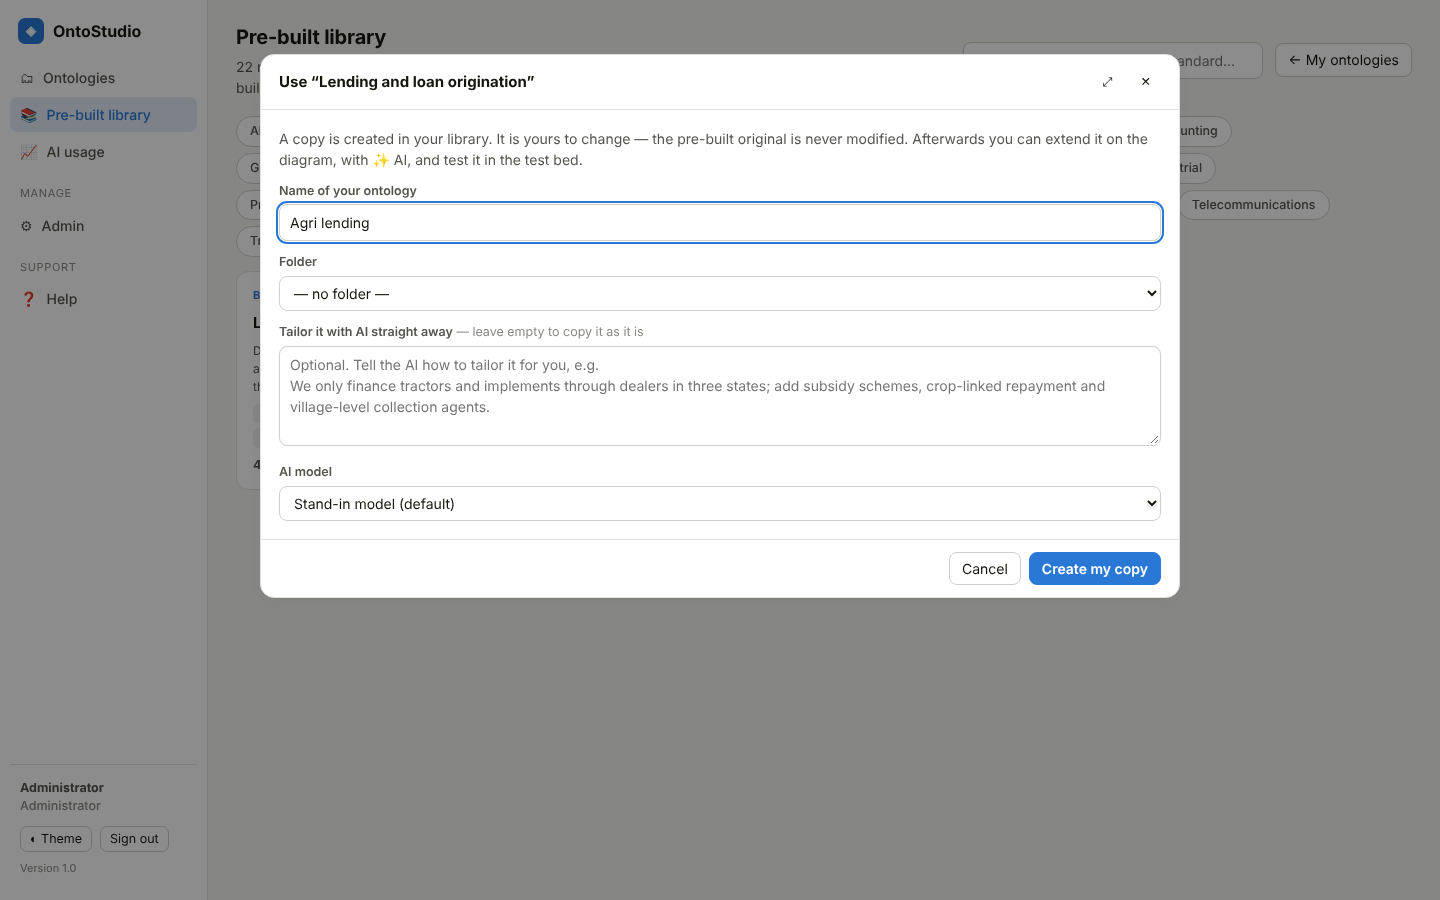 OntoStudio
Ontologies
Pre-built library
AI usage
MANAGE
Admin
SUPPORT
Help
Administrator
Administrator
Theme
Sign out
Version 1.0
Pre-built library
22
← My ontologies
Telecommunications
Use “Lending and loan origination”
A copy is created in your library. It is yours to change — the pre-built original is never modified. Afterwards you can extend it on the
diagram, with ✨ AI, and test it in the test bed.
Name of your ontology
Agri lending
Folder
— no folder —
Tailor it with AI straight away — leave empty to copy it as it is
Optional. Tell the AI how to tailor it for you, e.g.
We only finance tractors and implements through dealers in three states; add subsidy schemes, crop-linked repayment and
village-level collection agents.
AI model
Stand-in model (default)
Cancel
Create my copy